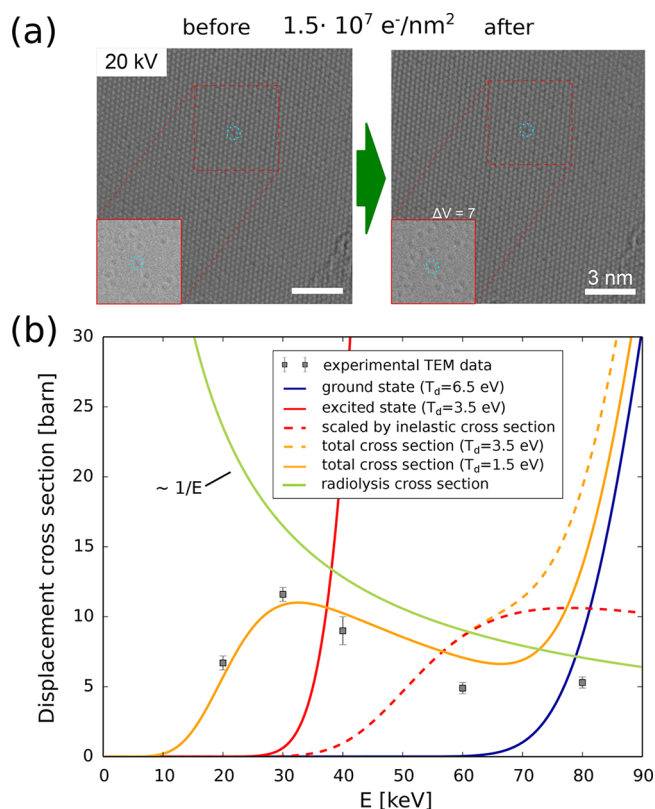 (a) before 1.5· 10⁷ e⁻/nm² after
20 kV
ΔV = 7
3 nm
(b)
Displacement cross section [barn]
30
25
20
15
10
5
0
experimental TEM data
ground state (T_d=6.5 eV)
excited state (T_d=3.5 eV)
scaled by inelastic cross section
total cross section (T_d=3.5 eV)
total cross section (T_d=1.5 eV)
radiolysis cross section
~ 1/E
0 10 20 30 40 50 60 70 80 90
E [keV]